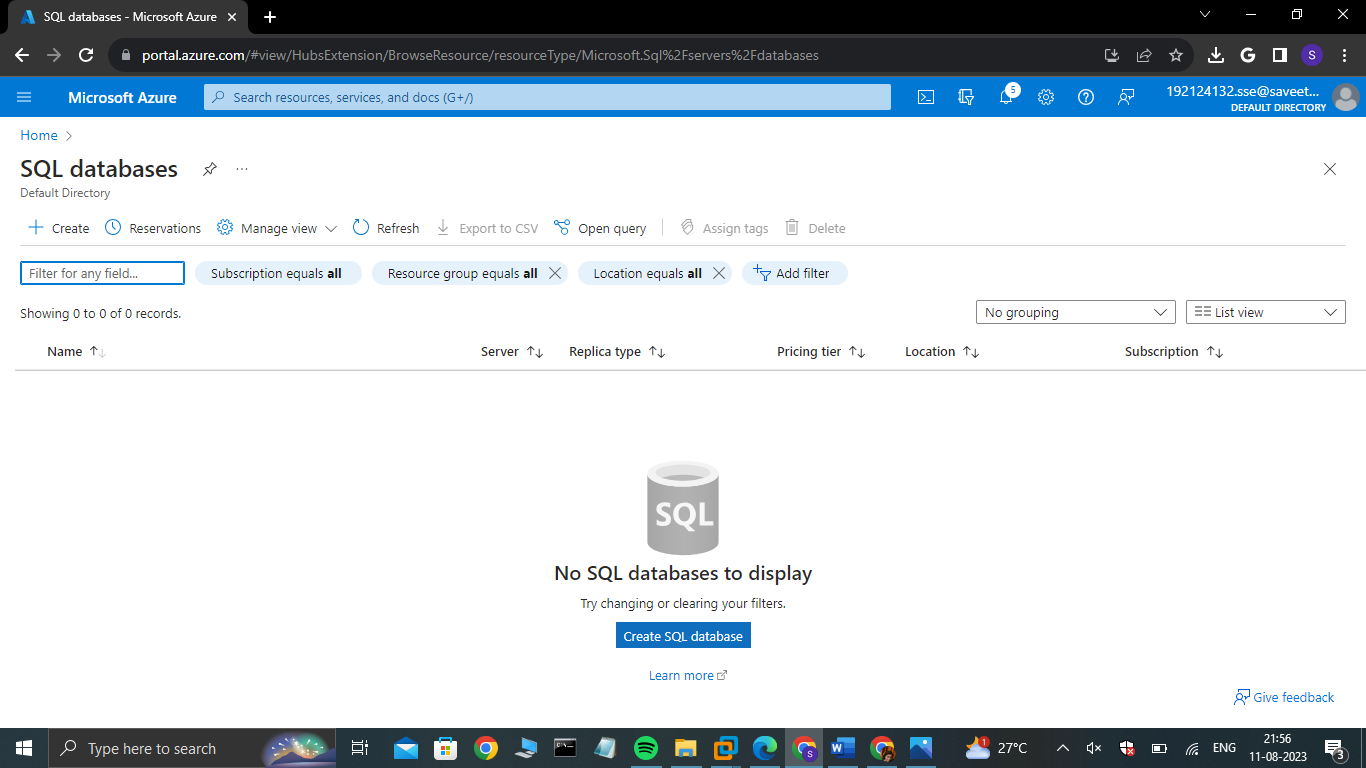 SQL databases - Microsoft Azure
portal.azure.com/#view/HubsExtension/BrowseResource/resourceType/Microsoft.Sql%2Fservers%2Fdatabases
S
Microsoft Azure
Search resources, services, and docs (G+/)
5
192124132.sse@saveet...
DEFAULT DIRECTORY
Home
SQL databases
...
Default Directory
Create
Reservations
Manage view
Refresh
Export to CSV
Open query
Assign tags
Delete
Filter for any field...
Subscription equals all
Resource group equals all
Location equals all
Add filter
Showing 0 to 0 of 0 records.
No grouping
List view
Name
Server
Replica type
Pricing tier
Location
Subscription
SQL
No SQL databases to display
Try changing or clearing your filters.
Create SQL database
Learn more
Give feedback
Type here to search
1
27°C
ENG
21:56
11-08-2023
3